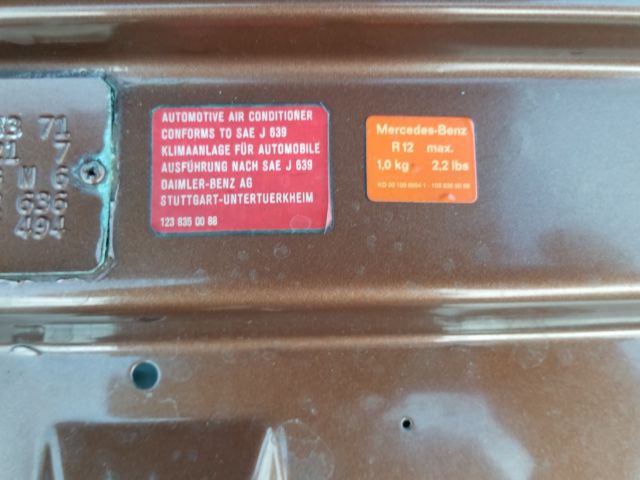 71
7
M 6
636
494
AUTOMOTIVE AIR CONDITIONER
CONFORMS TO SAE J 639
KLIMAANLAGE FÜR AUTOMOBILE
AUSFÜHRUNG NACH SAE J 639
DAIMLER-BENZ AG
STUTTGART-UNTERTUERKHEIM
123 835 00 88
Mercedes-Benz
R 12 max.
1,0 kg 2,2 lbs